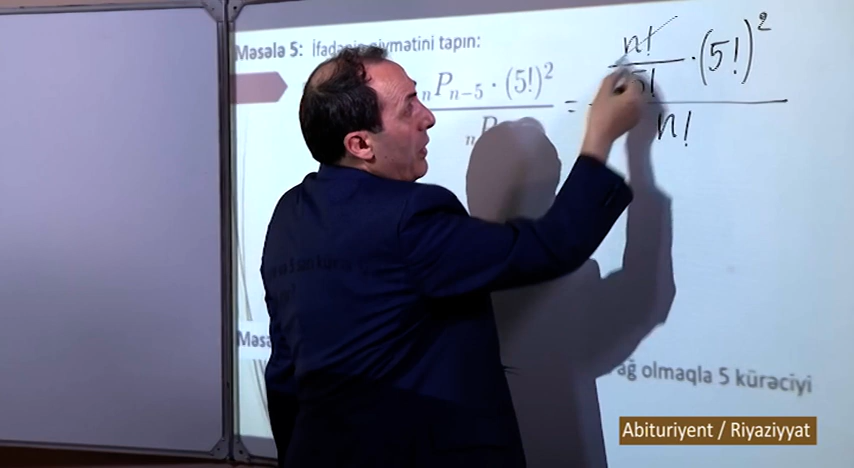 Məsələ 5: İfadənin qiymətini tapın:
nPn−5 · (5!)² = n!/5! · (5!)²
nP n!
ağ olmaqla 5 kürəciyi
Abituriyent / Riyaziyyat